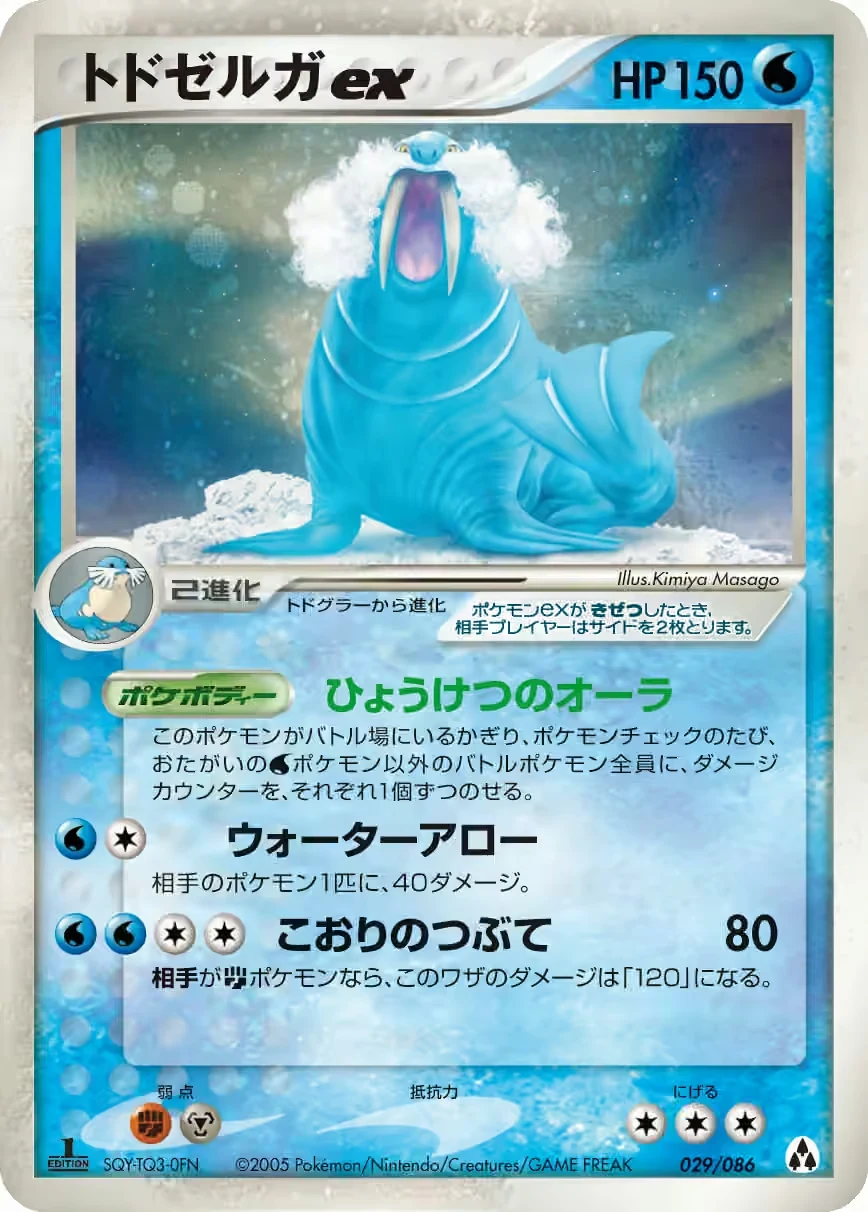 トドゼルガex HP150
己進化
トドグラーから進化
Illus.Kimiya Masago
ポケモンexが きぜつしたとき、
相手プレイヤーはサイドを2枚とります。
ポケボディー ひょうけつのオーラ
このポケモンがバトル場にいるかぎり、ポケモンチェックのたび、
おたがいのポケモン以外のバトルポケモン全員に、ダメージ
カウンターを、それぞれ1個ずつのせる。
ウォーターアロー
相手のポケモン1匹に、40ダメージ。
こおりのつぶて 80
相手がポケモンなら、このワザのダメージは「120」になる。
弱点 抵抗力 にげる
1 EDITION SQY-TQ3-0FN ©2005 Pokémon/Nintendo/Creatures/GAME FREAK 029/086